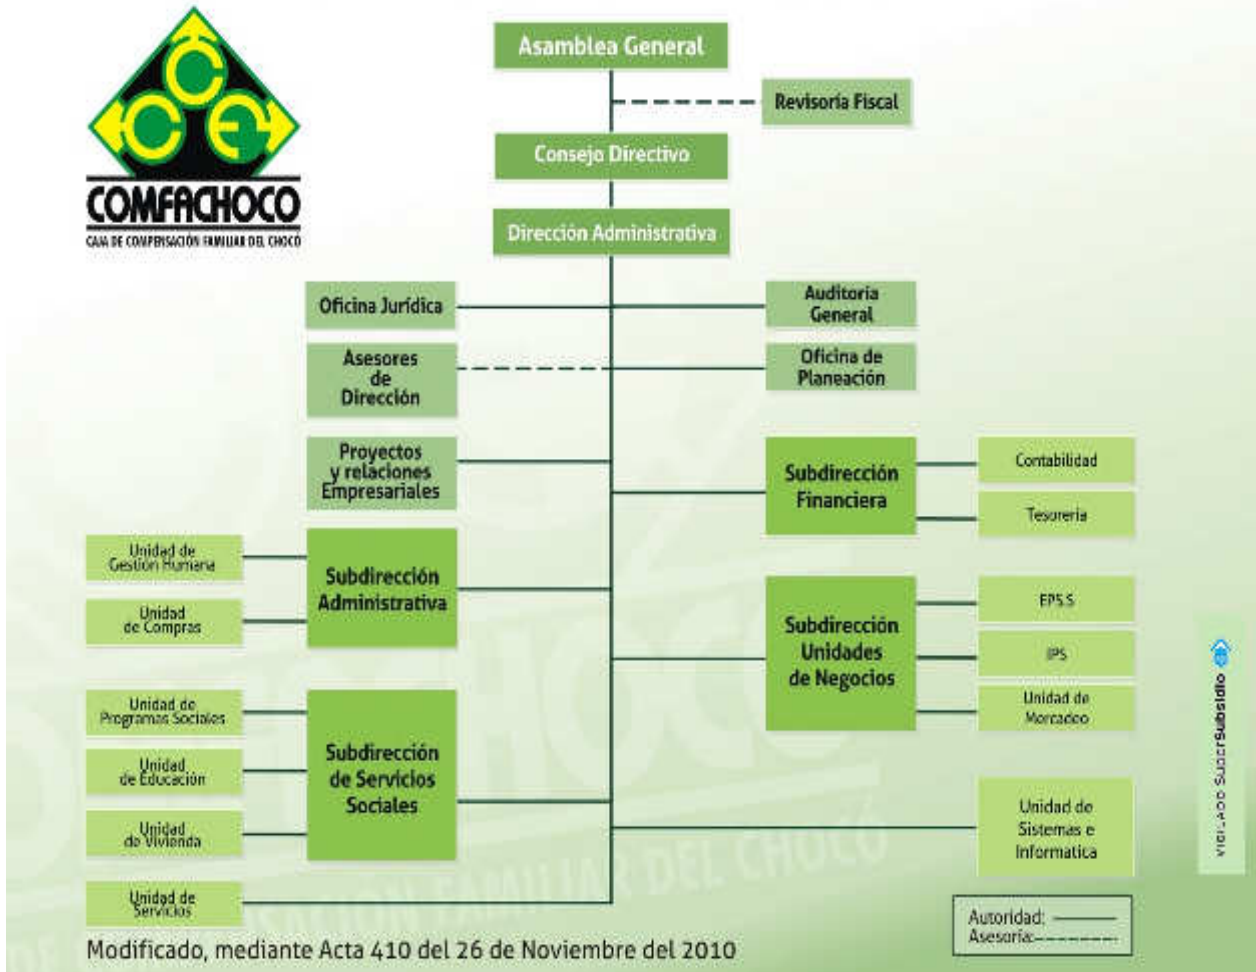 Asamblea General
Revisoría Fiscal
Consejo Directivo
COMFACHOCO
CAJA DE COMPENSACIÓN FAMILIAR DEL CHOCÓ
Dirección Administrativa
Oficina Jurídica
Auditoria
General
Asesores
de
Dirección
Oficina de
Planeación
Proyectos
y relaciones
Empresariales
Subdirección
Financiera
Contabilidad
Tesoreria
Unidad de
Gestión Humana
Unidad
de Compras
Subdirección
Administrativa
Subdirección
Unidades
de Negocios
EPS.S
IPS
Unidad de
Mercadeo
Unidad de
Programas Sociales
Unidad
de Educación
Unidad
de Vivienda
Subdirección
de Servicios
Sociales
Unidad de
Sistemas e
Informatica
Unidad de
Servicios
Autoridad:
Asesoría:
Modificado, mediante Acta 410 del 26 de Noviembre del 2010
VIGILADO SuperSubsidio